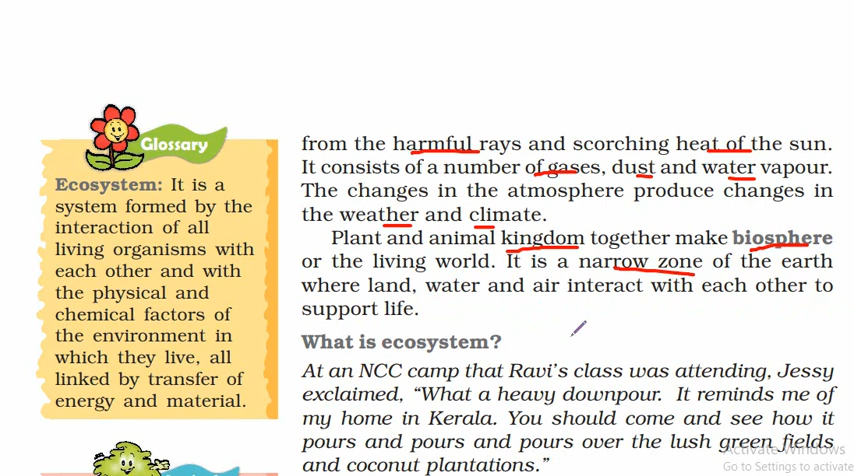 Glossary
Ecosystem: It is a
system formed by the
interaction of all
living organisms with
each other and with
the physical and
chemical factors of
the environment in
which they live, all
linked by transfer of
energy and material.
from the harmful rays and scorching heat of the sun.
It consists of a number of gases, dust and water vapour.
The changes in the atmosphere produce changes in
the weather and climate.
Plant and animal kingdom together make biosphere
or the living world. It is a narrow zone of the earth
where land, water and air interact with each other to
support life.
What is ecosystem?
At an NCC camp that Ravi's class was attending, Jessy
exclaimed, “What a heavy downpour. It reminds me of
my home in Kerala. You should come and see how it
pours and pours and pours over the lush green fields
and coconut plantations.”
Activate Windows
Go to Settings to activate